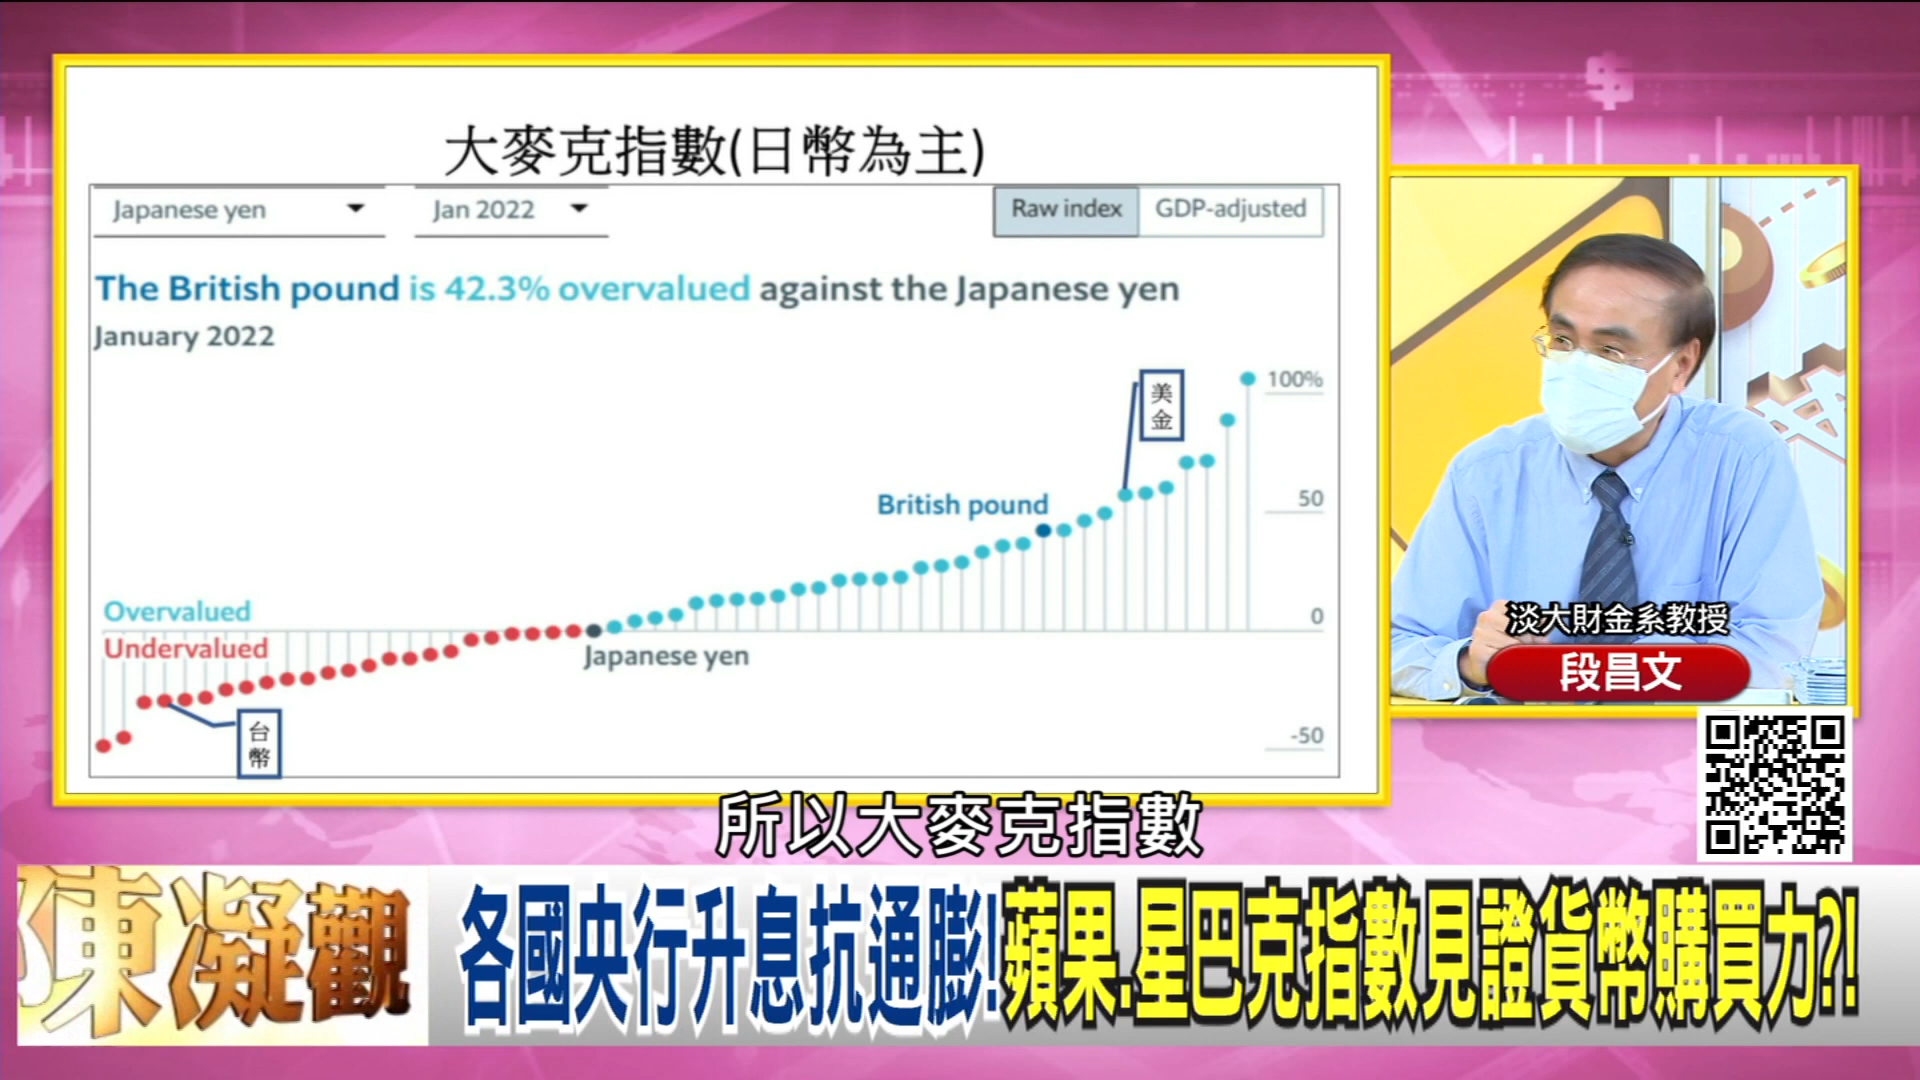 大麥克指數(日幣為主)
Japanese yen
Jan 2022
Raw index
GDP-adjusted
The British pound is 42.3% overvalued against the Japanese yen
January 2022
100%
美金
50
British pound
Overvalued
0
Undervalued
Japanese yen
台幣
-50
淡大財金系教授
段昌文
所以大麥克指數
陳凝觀
各國央行升息抗通膨!蘋果.星巴克指數見證貨幣購買力?!